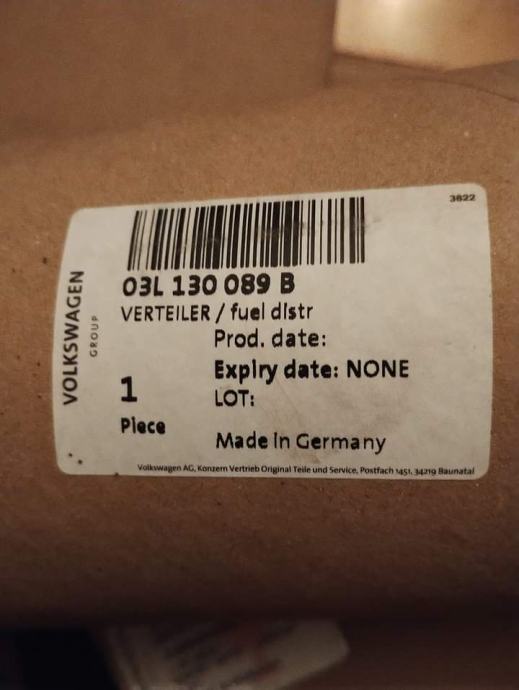 3622
VOLKSWAGEN
GROUP
03L 130 089 B
VERTEILER / fuel distr
Prod. date:
Expiry date: NONE
1
LOT:
Piece
Made in Germany
Volkswagen AG, Konzern Vertrieb Original Teile und Service, Postfach 1451, 34219 Baunatal